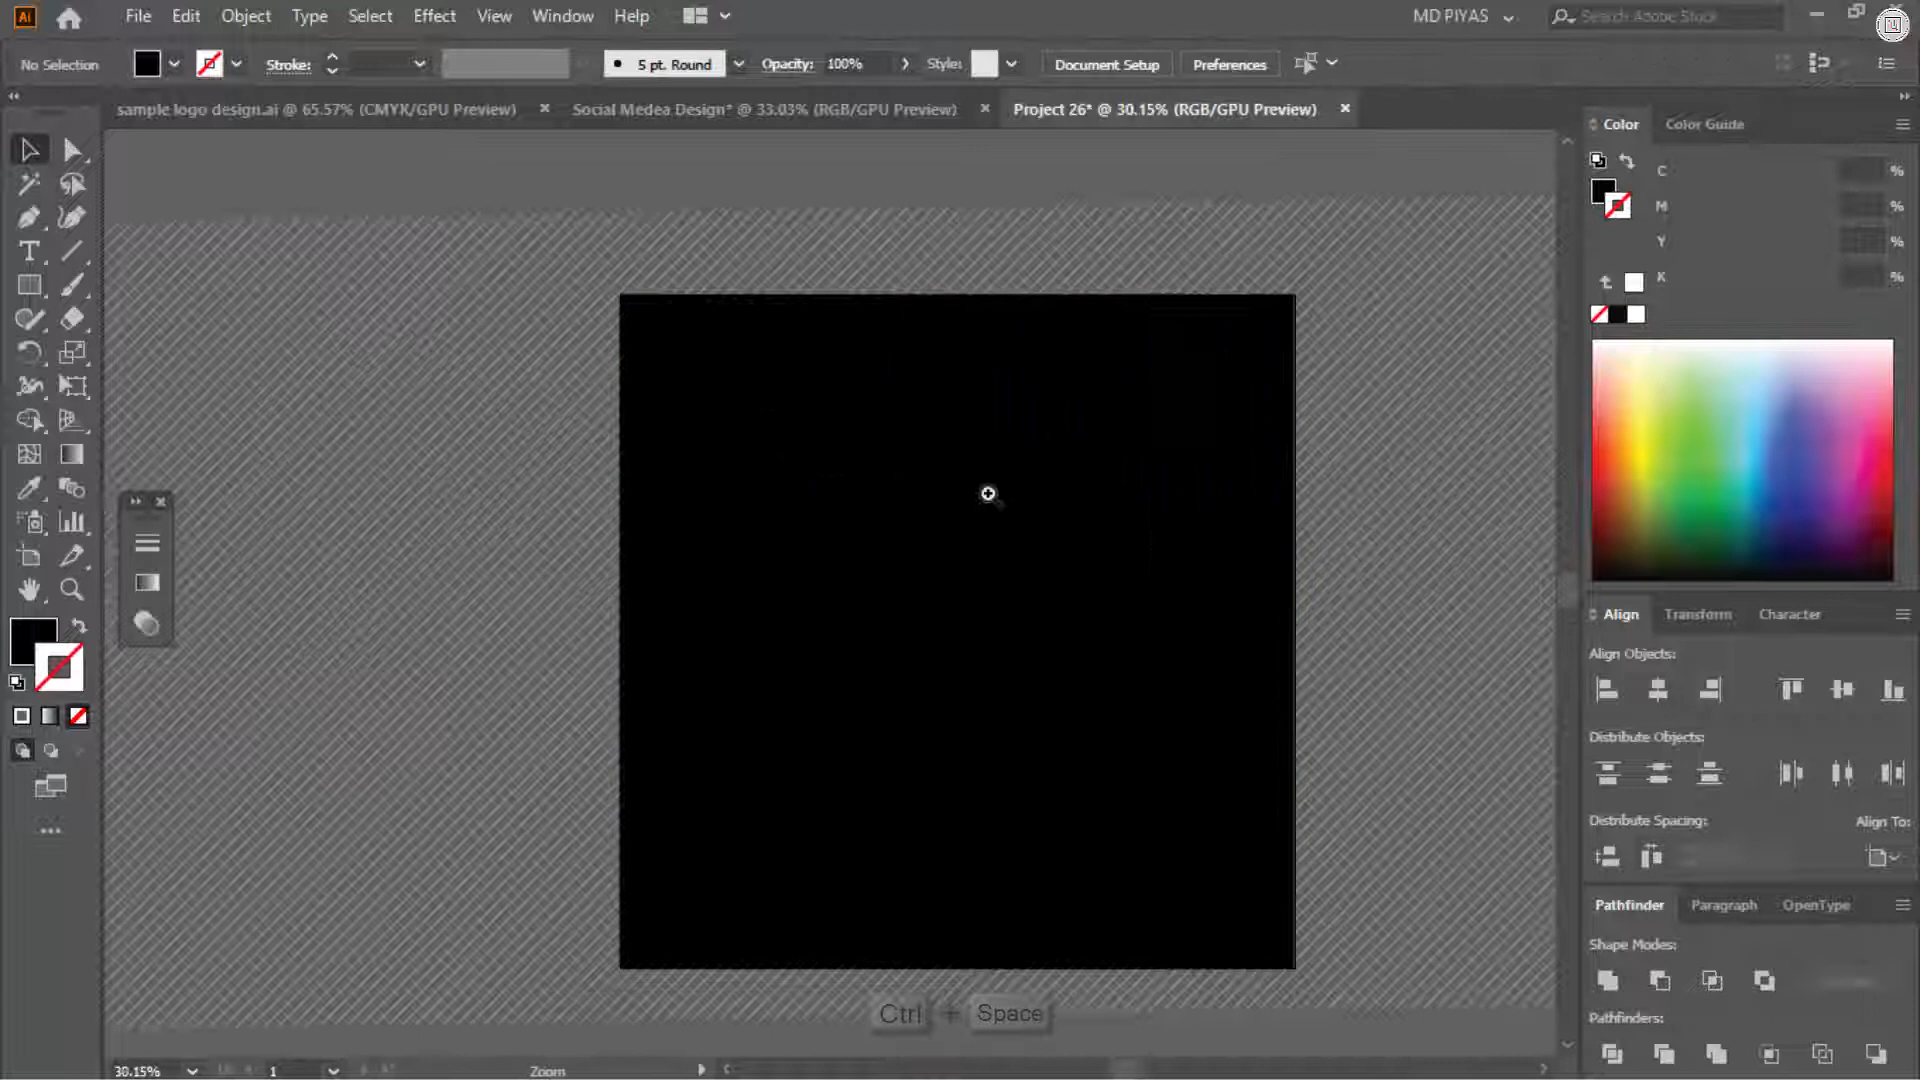 Ai File Edit Object Type Select Effect View Window Help MD PIYAS Search Adobe Stock
No Selection Stroke: 5 pt. Round Opacity: 100% Style: Document Setup Preferences
sample logo design.ai @ 65.57% (CMYK/GPU Preview) Social Medea Design* @ 33.03% (RGB/GPU Preview) Project 26* @ 30.15% (RGB/GPU Preview)
Color Color Guide
C %
M %
Y %
K %
Align Transform Character
Align Objects:
Distribute Objects:
Distribute Spacing: Align To:
Pathfinder Paragraph OpenType
Shape Modes:
Ctrl + Space
Pathfinders:
30.15% 1 Zoom